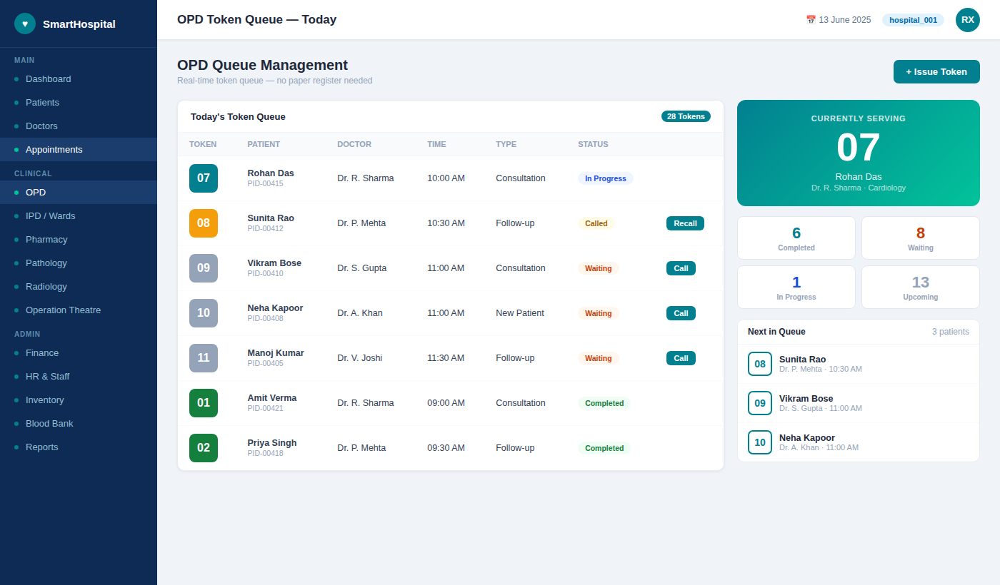 SmartHospital
MAIN
Dashboard
Patients
Doctors
Appointments
CLINICAL
OPD
IPD / Wards
Pharmacy
Pathology
Radiology
Operation Theatre
ADMIN
Finance
HR & Staff
Inventory
Blood Bank
Reports
OPD Token Queue — Today
13 June 2025
hospital_001
RX
OPD Queue Management
Real-time token queue — no paper register needed
+ Issue Token
Today's Token Queue
28 Tokens
TOKEN PATIENT DOCTOR TIME TYPE STATUS
07 Rohan Das Dr. R. Sharma 10:00 AM Consultation In Progress
PID-00415
08 Sunita Rao Dr. P. Mehta 10:30 AM Follow-up Called Recall
PID-00412
09 Vikram Bose Dr. S. Gupta 11:00 AM Consultation Waiting Call
PID-00410
10 Neha Kapoor Dr. A. Khan 11:00 AM New Patient Waiting Call
PID-00408
11 Manoj Kumar Dr. V. Joshi 11:30 AM Follow-up Waiting Call
PID-00405
01 Amit Verma Dr. R. Sharma 09:00 AM Consultation Completed
PID-00421
02 Priya Singh Dr. P. Mehta 09:30 AM Follow-up Completed
PID-00418
CURRENTLY SERVING
07
Rohan Das
Dr. R. Sharma · Cardiology
6
Completed
8
Waiting
1
In Progress
13
Upcoming
Next in Queue
3 patients
08 Sunita Rao
Dr. P. Mehta · 10:30 AM
09 Vikram Bose
Dr. S. Gupta · 11:00 AM
10 Neha Kapoor
Dr. A. Khan · 11:00 AM